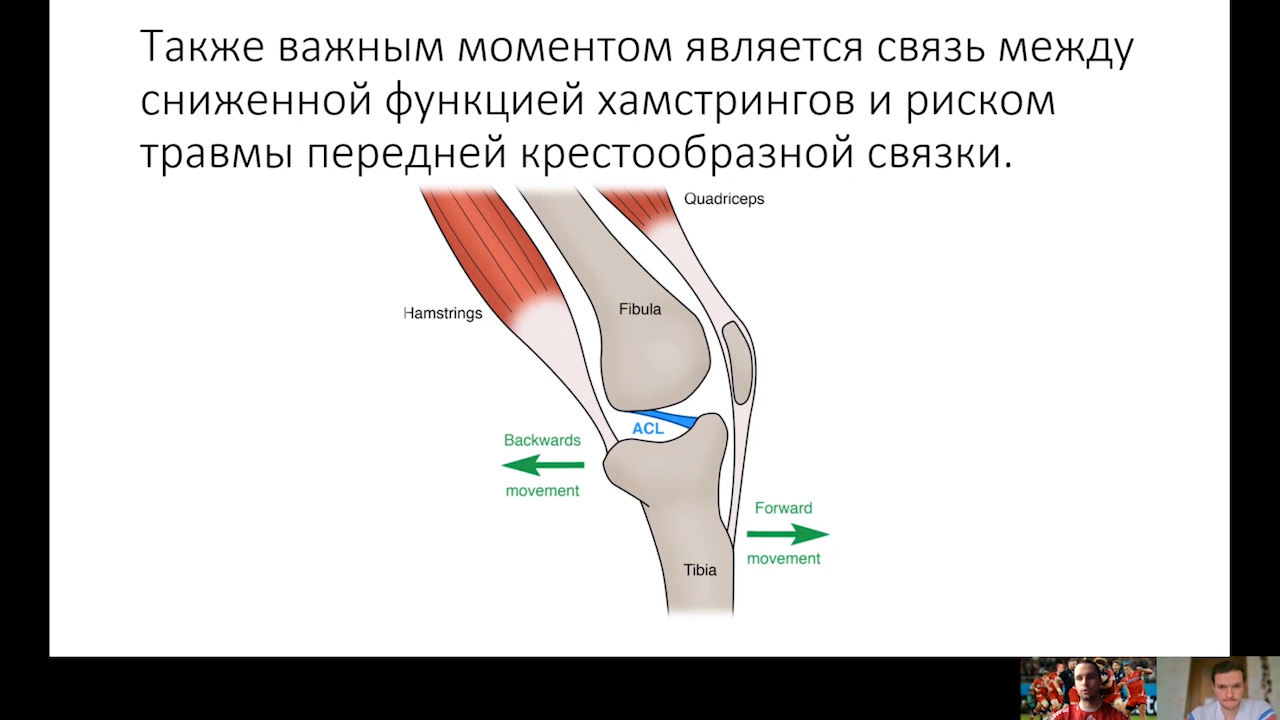 Также важным моментом является связь между
сниженной функцией хамстрингов и риском
травмы передней крестообразной связки.
Quadriceps
Fibula
Hamstrings
ACL
Backwards
movement
Forward
movement
Tibia